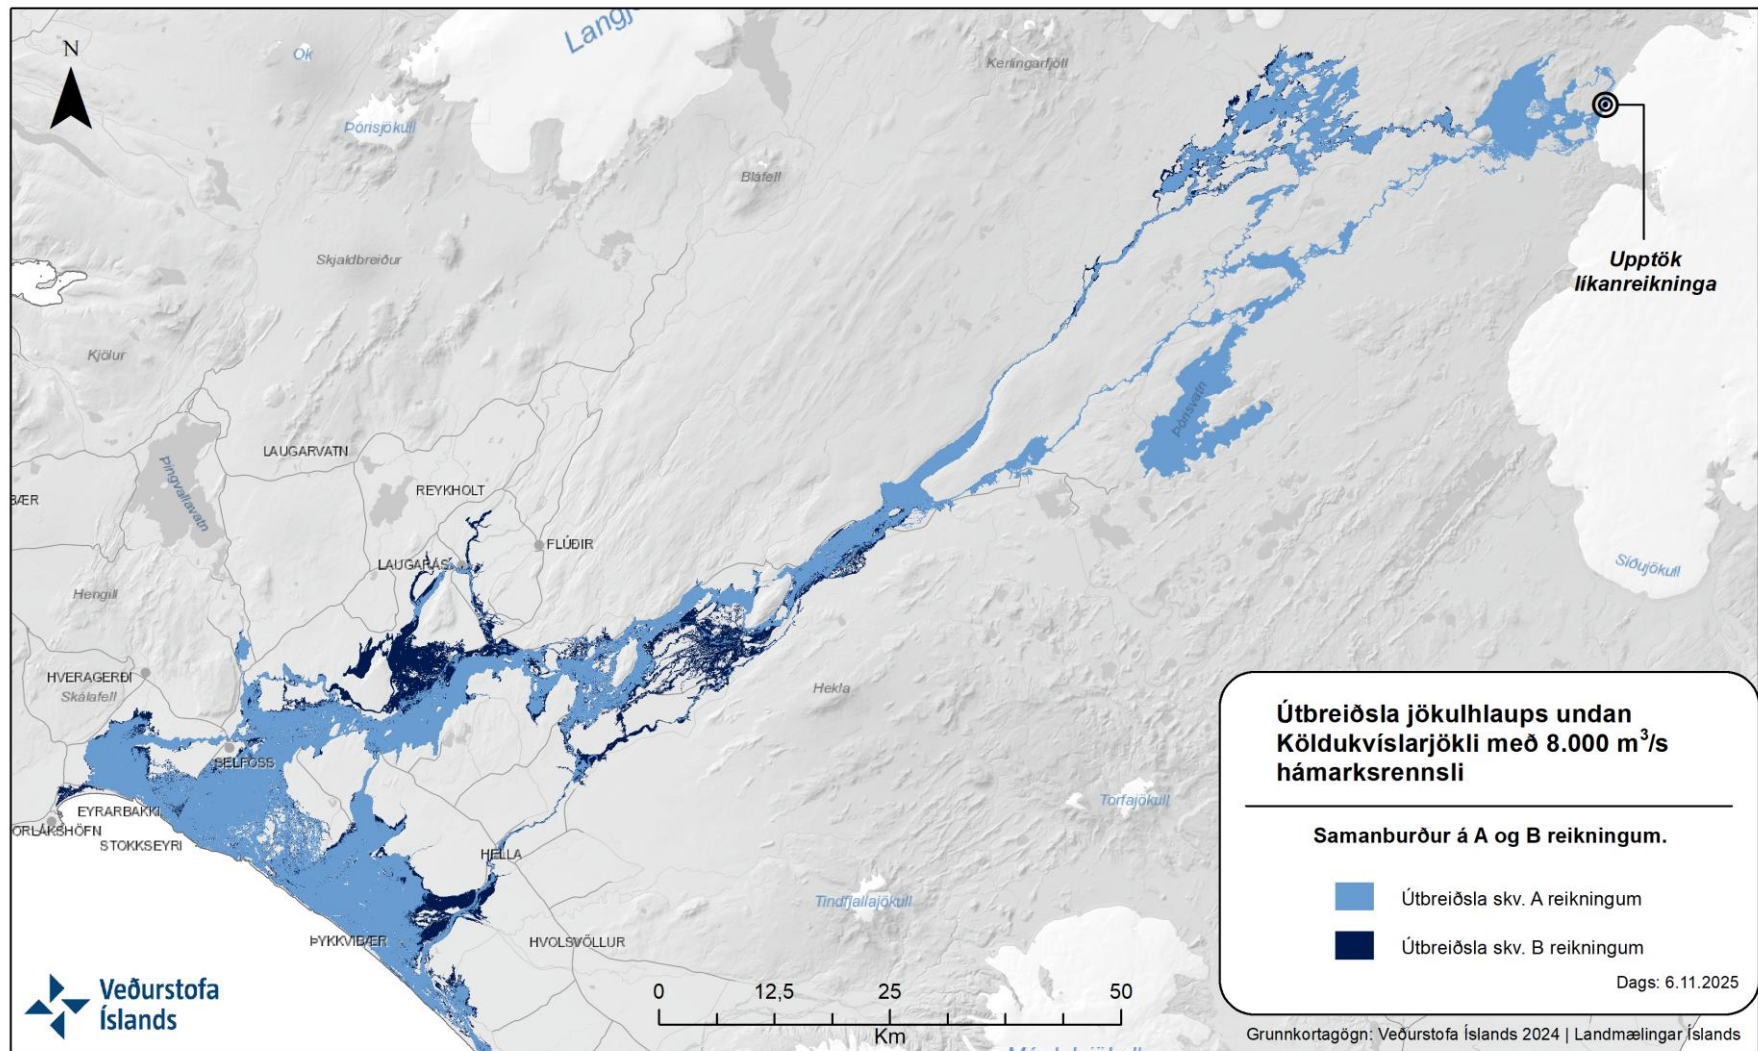 Langj
N
Ok
Kerlingarfjöll
Þórisjökull
Bláfell
Upptök
líkanreikninga
Skjaldbreiður
Kjölur
Þórisvatn
LAUGARVATN
Þingvallavatn
REYKHOLT
BÆR
FLÚÐIR
LAUGARÁS
Síðujökull
Hengill
HVERAGERÐI
Skálafell
Hekla
SELFOSS
Torfajökull
EYRARBAKKI
ORLÁKSHÖFN
STOKKSEYRI
HELLA
Tindfjallajökull
ÞYKKVIBÆR
HVOLSVÖLLUR
Útbreiðsla jökulhlaups undan
Köldukvíslarjökli með 8.000 m³/s
hámarksrennsli
Samanburður á A og B reikningum.
Útbreiðsla skv. A reikningum
Útbreiðsla skv. B reikningum
Dags: 6.11.2025
Veðurstofa
Íslands
0 12,5 25 50
Km
Grunnkortagögn: Veðurstofa Íslands 2024 | Landmælingar Íslands